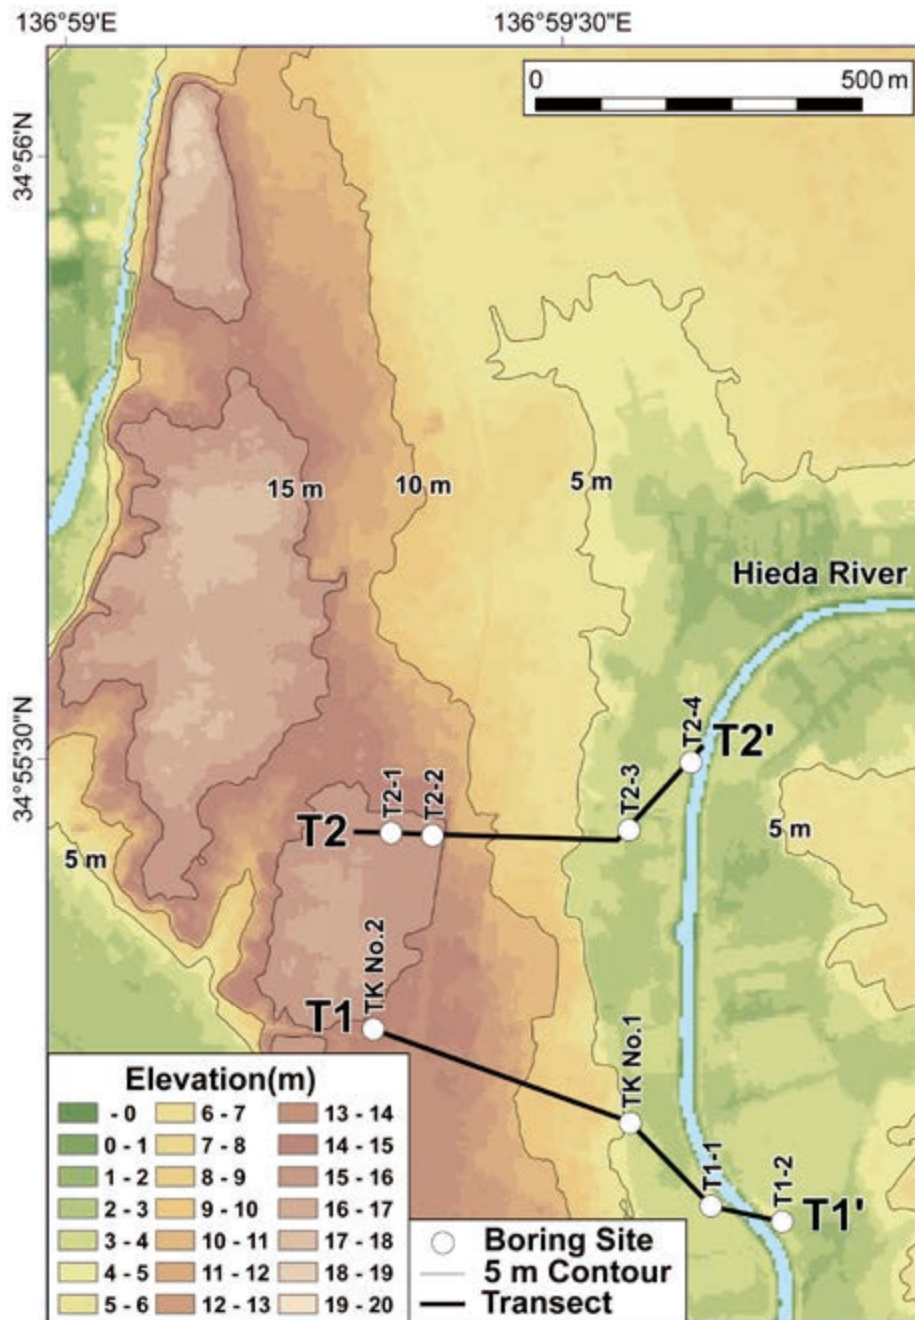 136°59'E
136°59'30"E
0 500 m
34°56'N
15 m
10 m
5 m
Hieda River
34°55'30"N
T2-4
T2'
T2-1
T2-2
T2-3
T2
5 m
5 m
TK No.2
T1
TK No.1
T1-1
T1-2
T1'
Elevation(m)
- 0
0 - 1
1 - 2
2 - 3
3 - 4
4 - 5
5 - 6
6 - 7
7 - 8
8 - 9
9 - 10
10 - 11
11 - 12
12 - 13
13 - 14
14 - 15
15 - 16
16 - 17
17 - 18
18 - 19
19 - 20
Boring Site
5 m Contour
Transect